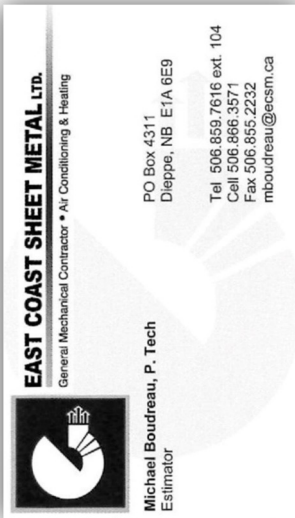 EAST COAST SHEET METAL LTD.
General Mechanical Contractor • Air Conditioning & Heating
Michael Boudreau, P. Tech
Estimator
PO Box 4311
Dieppe, NB E1A 6E9
Tel 506.859.7616 ext. 104
Cell 506.866.3571
Fax 506.855.2232
mboudreau@ecsm.ca